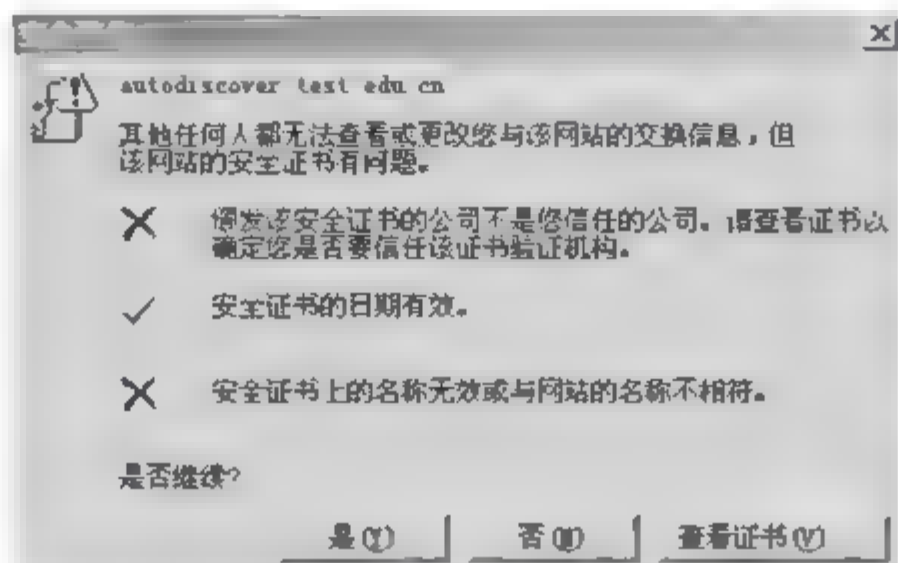 autodiscover test edu cn
其他任何人都无法查看或更改您与该网站的交换信息，但
该网站的安全证书有问题。
颁发该安全证书的公司不是您信任的公司。请查看证书以
确定您是否要信任该证书验证机构。
安全证书的日期有效。
安全证书上的名称无效或与网站的名称不相符。
是否继续?
是(Y)
否(N)
查看证书(V)